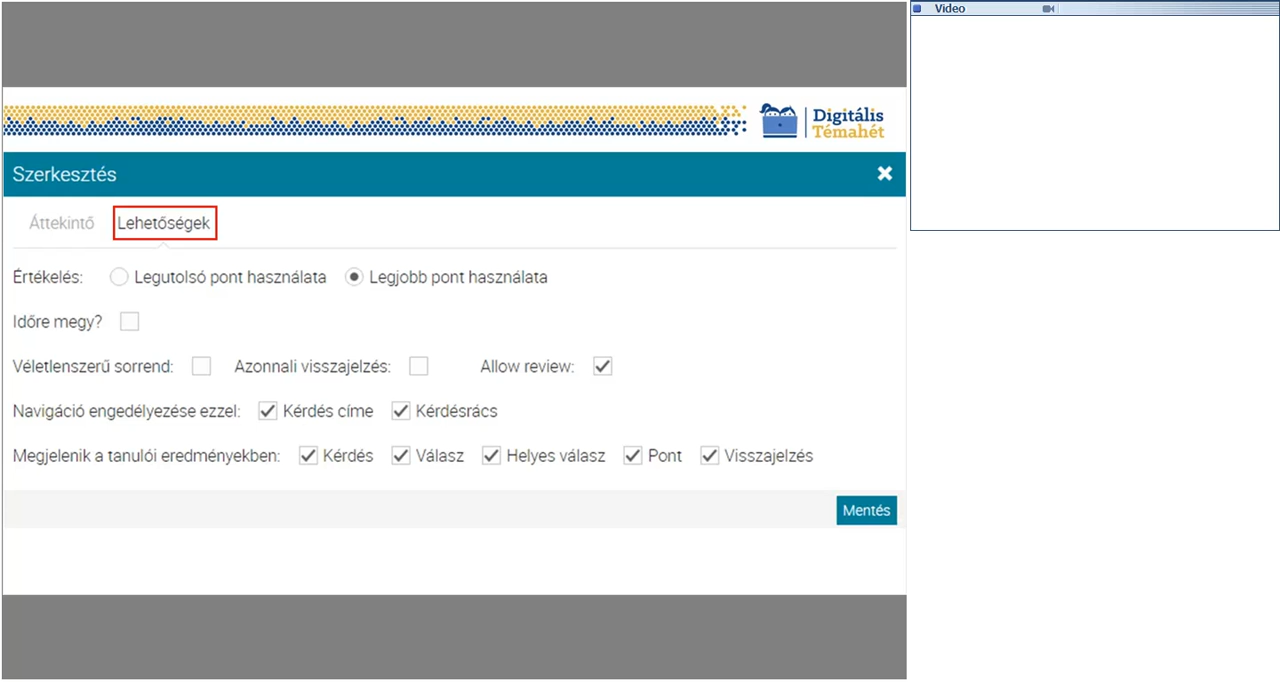 Video
Digitális
Témahét
Szerkesztés
Áttekintő Lehetőségek
Értékelés: Legutolsó pont használata Legjobb pont használata
Időre megy?
Véletlenszerű sorrend: Azonnali visszajelzés: Allow review:
Navigáció engedélyezése ezzel: Kérdés címe Kérdésrács
Megjelenik a tanulói eredményekben: Kérdés Válasz Helyes válasz Pont Visszajelzés
Mentés